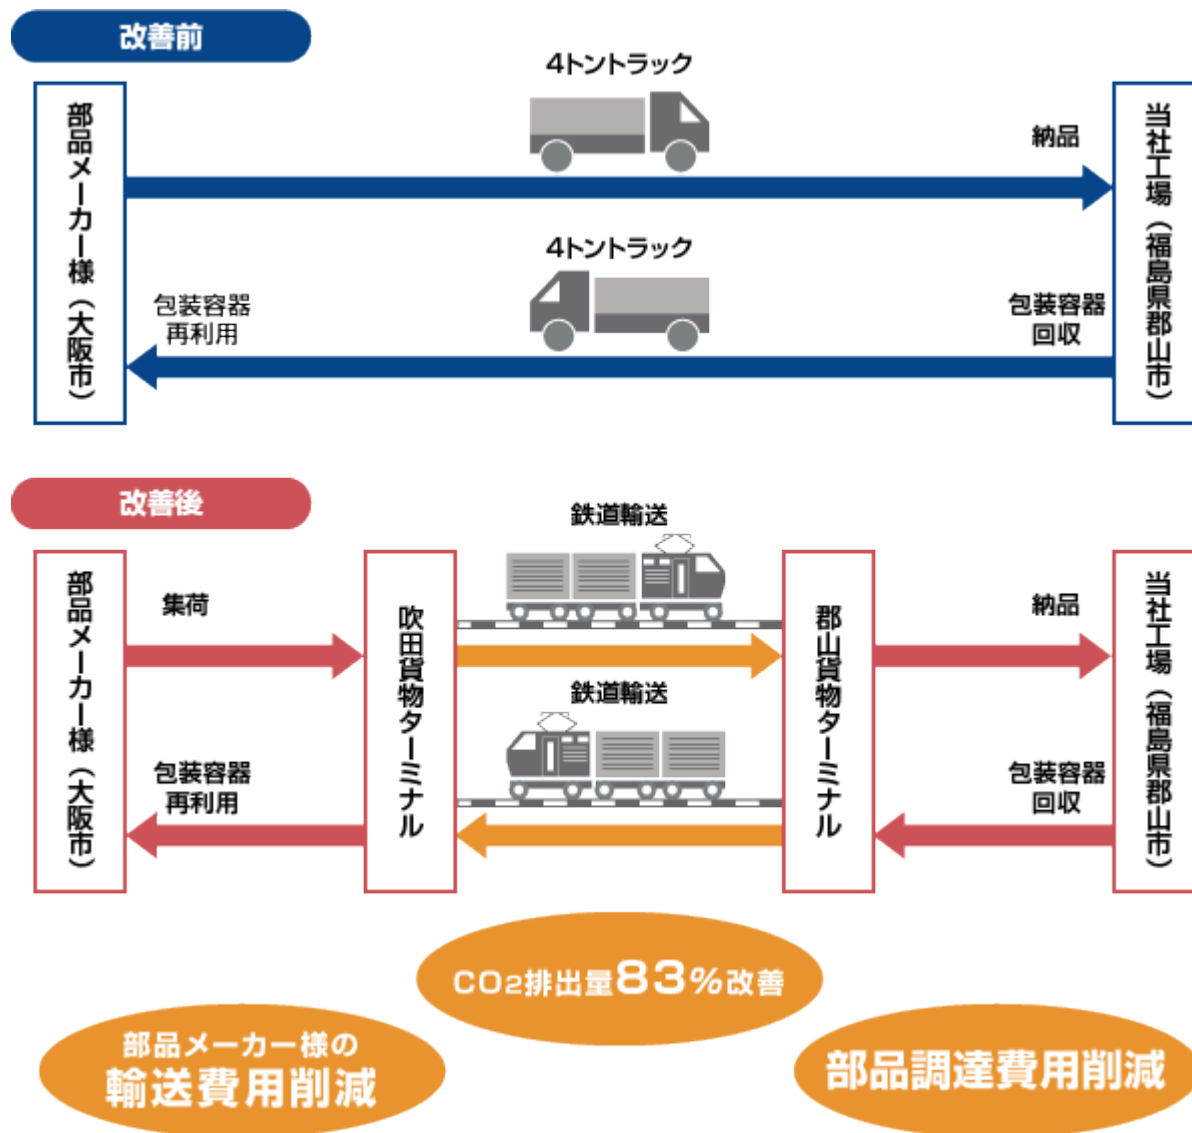 改善前
部品メーカー様（大阪市）
4トントラック
納品
当社工場（福島県郡山市）
4トントラック
包装容器
再利用
包装容器
回収
改善後
部品メーカー様（大阪市）
集荷
吹田貨物ターミナル
鉄道輸送
郡山貨物ターミナル
納品
当社工場（福島県郡山市）
鉄道輸送
包装容器
再利用
包装容器
回収
CO2排出量83%改善
部品メーカー様の
輸送費用削減
部品調達費用削減